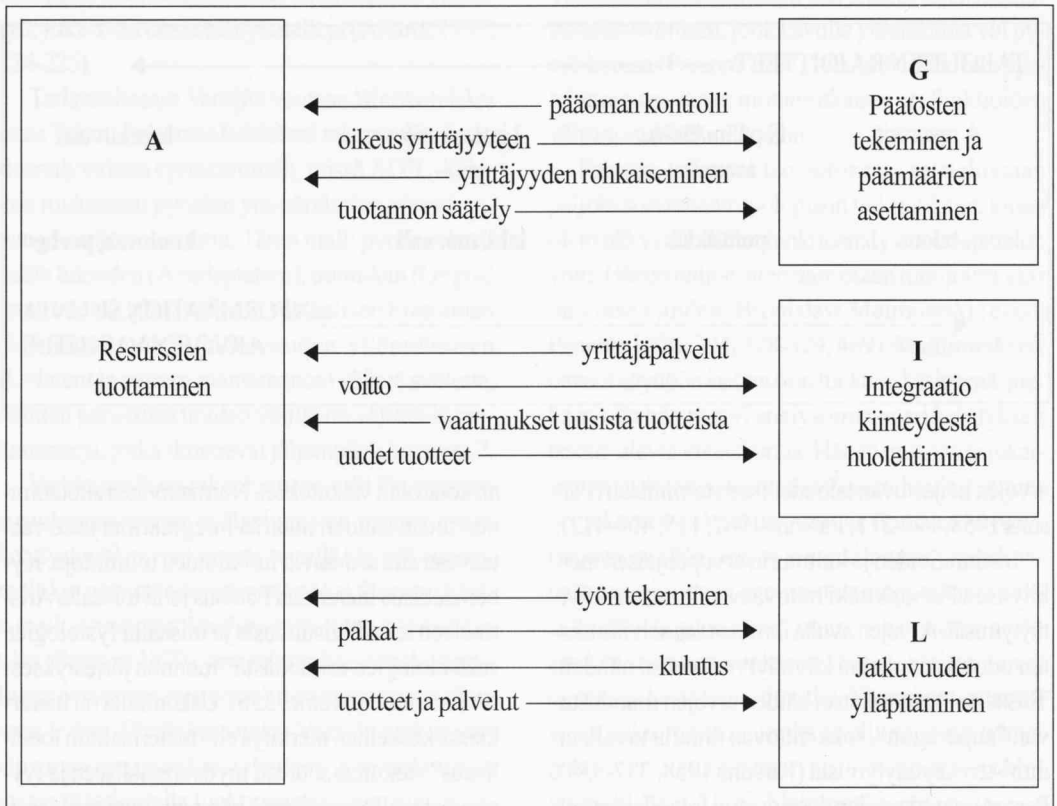 A
Resurssien
tuottaminen
pääoman kontrolli
oikeus yrittäjyyteen
yrittäjyyden rohkaiseminen
tuotannon säätely
G
Päätösten
tekeminen ja
päämäärien
asettaminen
yrittäjäpalvelut
voitto
vaatimukset uusista tuotteista
uudet tuotteet
I
Integraatio
kiinteydestä
huolehtiminen
työn tekeminen
palkat
kulutus
tuotteet ja palvelut
L
Jatkuvuuden
ylläpitäminen